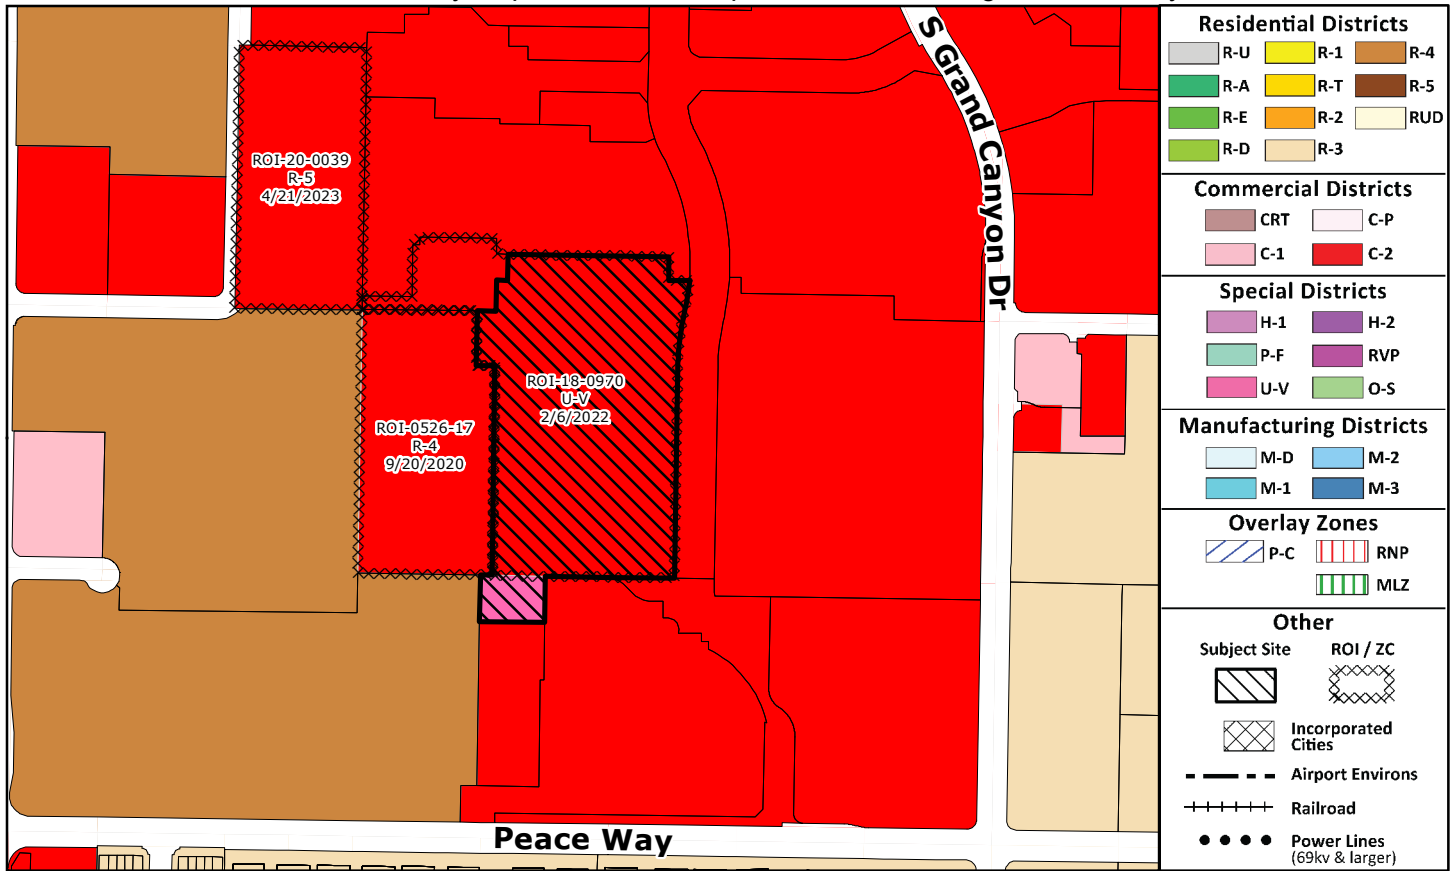 S Grand Canyon Dr
ROI-20-0039
R-5
4/21/2023
ROI-18-0970
U-V
2/6/2022
ROI-0526-17
R-4
9/20/2020
Peace Way
Residential Districts
R-U R-1 R-4
R-A R-T R-5
R-E R-2 RUD
R-D R-3
Commercial Districts
CRT C-P
C-1 C-2
Special Districts
H-1 H-2
P-F RVP
U-V O-S
Manufacturing Districts
M-D M-2
M-1 M-3
Overlay Zones
P-C RNP
MLZ
Other
Subject Site ROI / ZC
Incorporated
Cities
Airport Environs
Railroad
Power Lines
(69kv & larger)